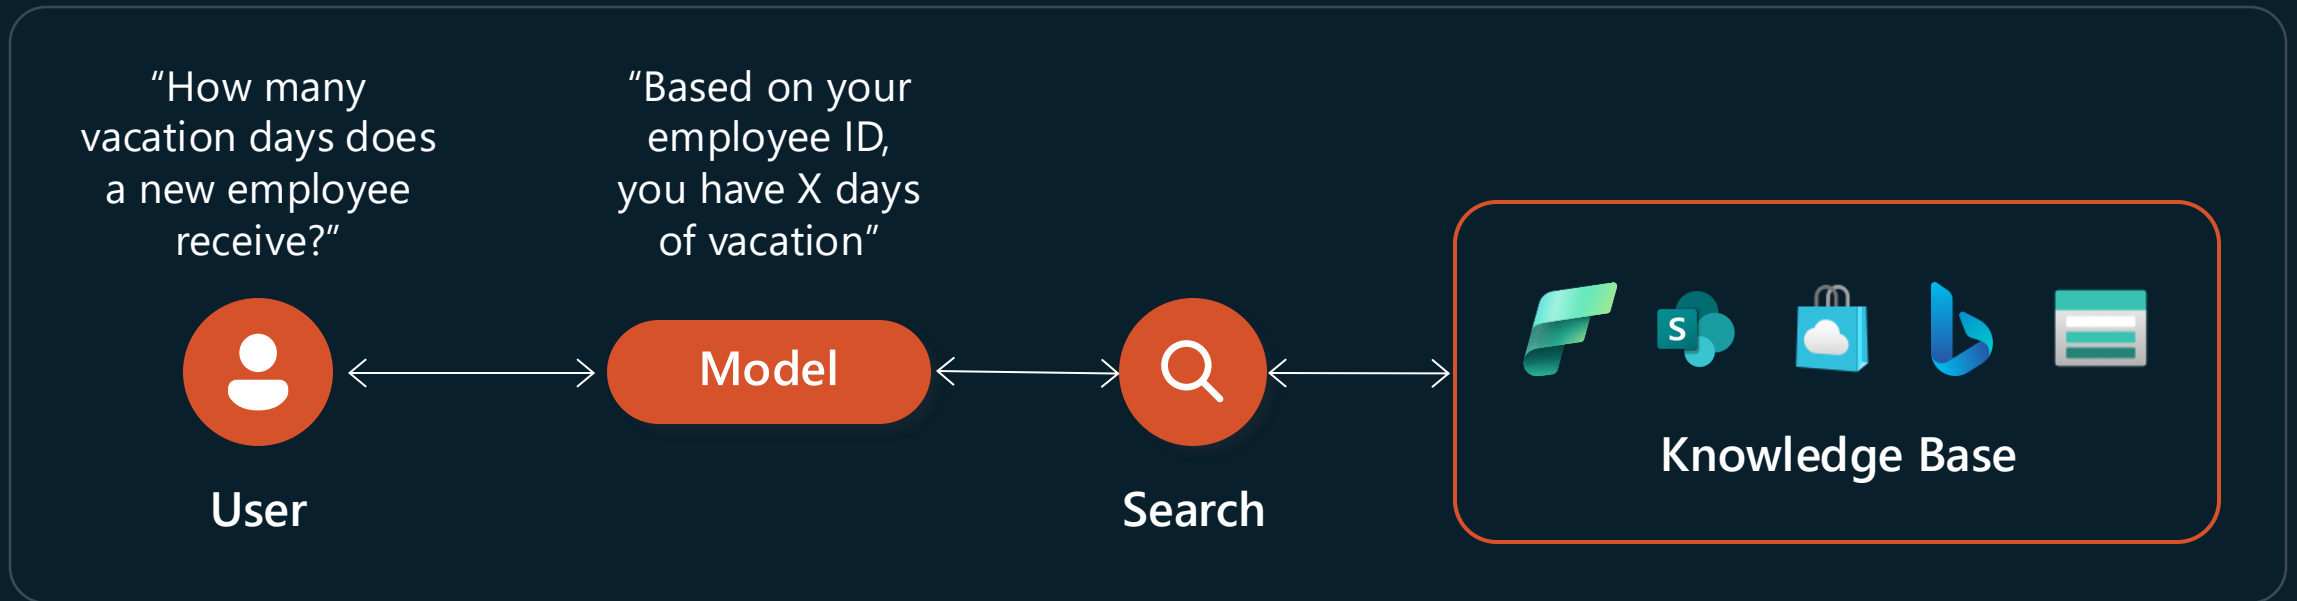 “How many
vacation days does
a new employee
receive?”
“Based on your
employee ID,
you have X days
of vacation”
Model
S
Knowledge Base
User
Search